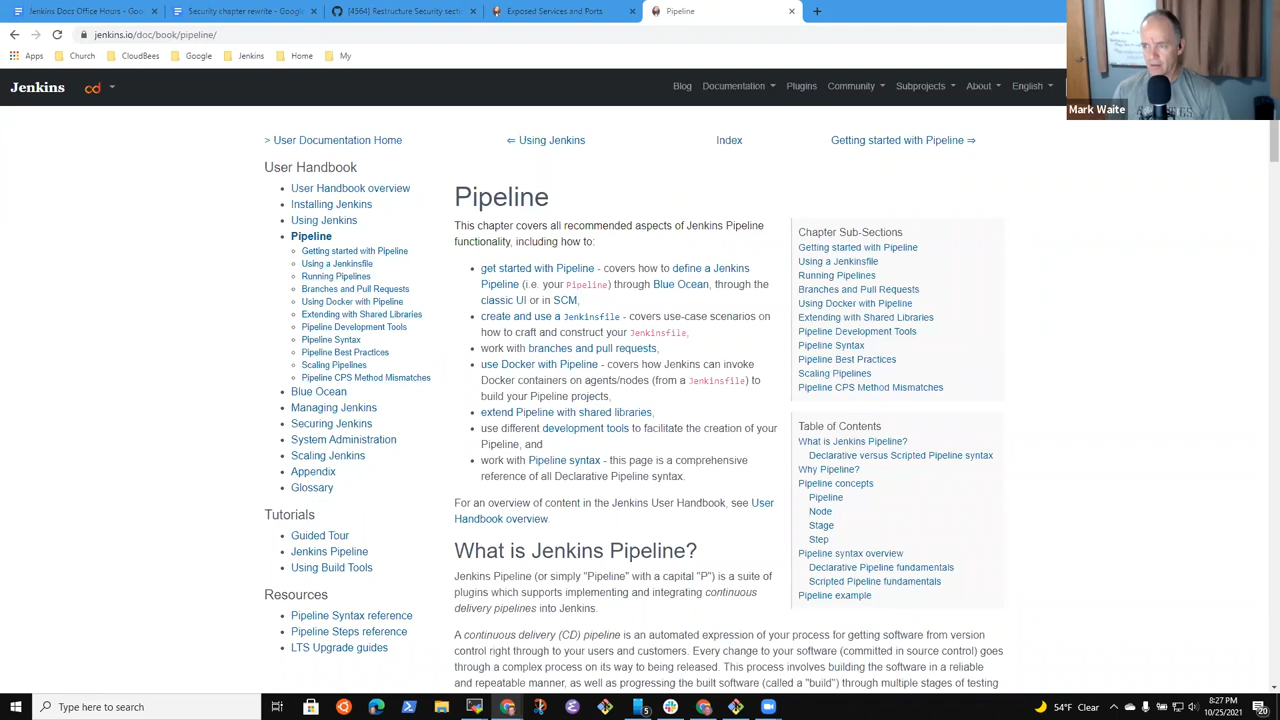 Jenkins Docs Office Hours - Goog
Security chapter rewrite - Google
[4564] Restructure Security secti
Exposed Services and Ports
Pipeline
jenkins.io/doc/book/pipeline/
Apps
Church
CloudBees
Google
Jenkins
Home
My
Jenkins
cd
Blog
Documentation
Plugins
Community
Subprojects
About
English
Mark Waite
> User Documentation Home
⇐ Using Jenkins
Index
Getting started with Pipeline ⇒
User Handbook
User Handbook overview
Installing Jenkins
Using Jenkins
Pipeline
Getting started with Pipeline
Using a Jenkinsfile
Running Pipelines
Branches and Pull Requests
Using Docker with Pipeline
Extending with Shared Libraries
Pipeline Development Tools
Pipeline Syntax
Pipeline Best Practices
Scaling Pipelines
Pipeline CPS Method Mismatches
Blue Ocean
Managing Jenkins
Securing Jenkins
System Administration
Scaling Jenkins
Appendix
Glossary
Tutorials
Guided Tour
Jenkins Pipeline
Using Build Tools
Resources
Pipeline Syntax reference
Pipeline Steps reference
LTS Upgrade guides
Pipeline
This chapter covers all recommended aspects of Jenkins Pipeline
functionality, including how to:
get started with Pipeline - covers how to define a Jenkins
Pipeline (i.e. your Pipeline) through Blue Ocean, through the
classic UI or in SCM,
create and use a Jenkinsfile - covers use-case scenarios on
how to craft and construct your Jenkinsfile,
work with branches and pull requests,
use Docker with Pipeline - covers how Jenkins can invoke
Docker containers on agents/nodes (from a Jenkinsfile) to
build your Pipeline projects,
extend Pipeline with shared libraries,
use different development tools to facilitate the creation of your
Pipeline, and
work with Pipeline syntax - this page is a comprehensive
reference of all Declarative Pipeline syntax.
For an overview of content in the Jenkins User Handbook, see User
Handbook overview.
What is Jenkins Pipeline?
Jenkins Pipeline (or simply "Pipeline" with a capital "P") is a suite of
plugins which supports implementing and integrating continuous
delivery pipelines into Jenkins.
A continuous delivery (CD) pipeline is an automated expression of your process for getting software from version
control right through to your users and customers. Every change to your software (committed in source control) goes
through a complex process on its way to being released. This process involves building the software in a reliable
and repeatable manner, as well as progressing the built software (called a "build") through multiple stages of testing
Chapter Sub-Sections
Getting started with Pipeline
Using a Jenkinsfile
Running Pipelines
Branches and Pull Requests
Using Docker with Pipeline
Extending with Shared Libraries
Pipeline Development Tools
Pipeline Syntax
Pipeline Best Practices
Scaling Pipelines
Pipeline CPS Method Mismatches
Table of Contents
What is Jenkins Pipeline?
Declarative versus Scripted Pipeline syntax
Why Pipeline?
Pipeline concepts
Pipeline
Node
Stage
Step
Pipeline syntax overview
Declarative Pipeline fundamentals
Scripted Pipeline fundamentals
Pipeline example
Type here to search
5
54°F Clear
8:27 PM
10/25/2021
20